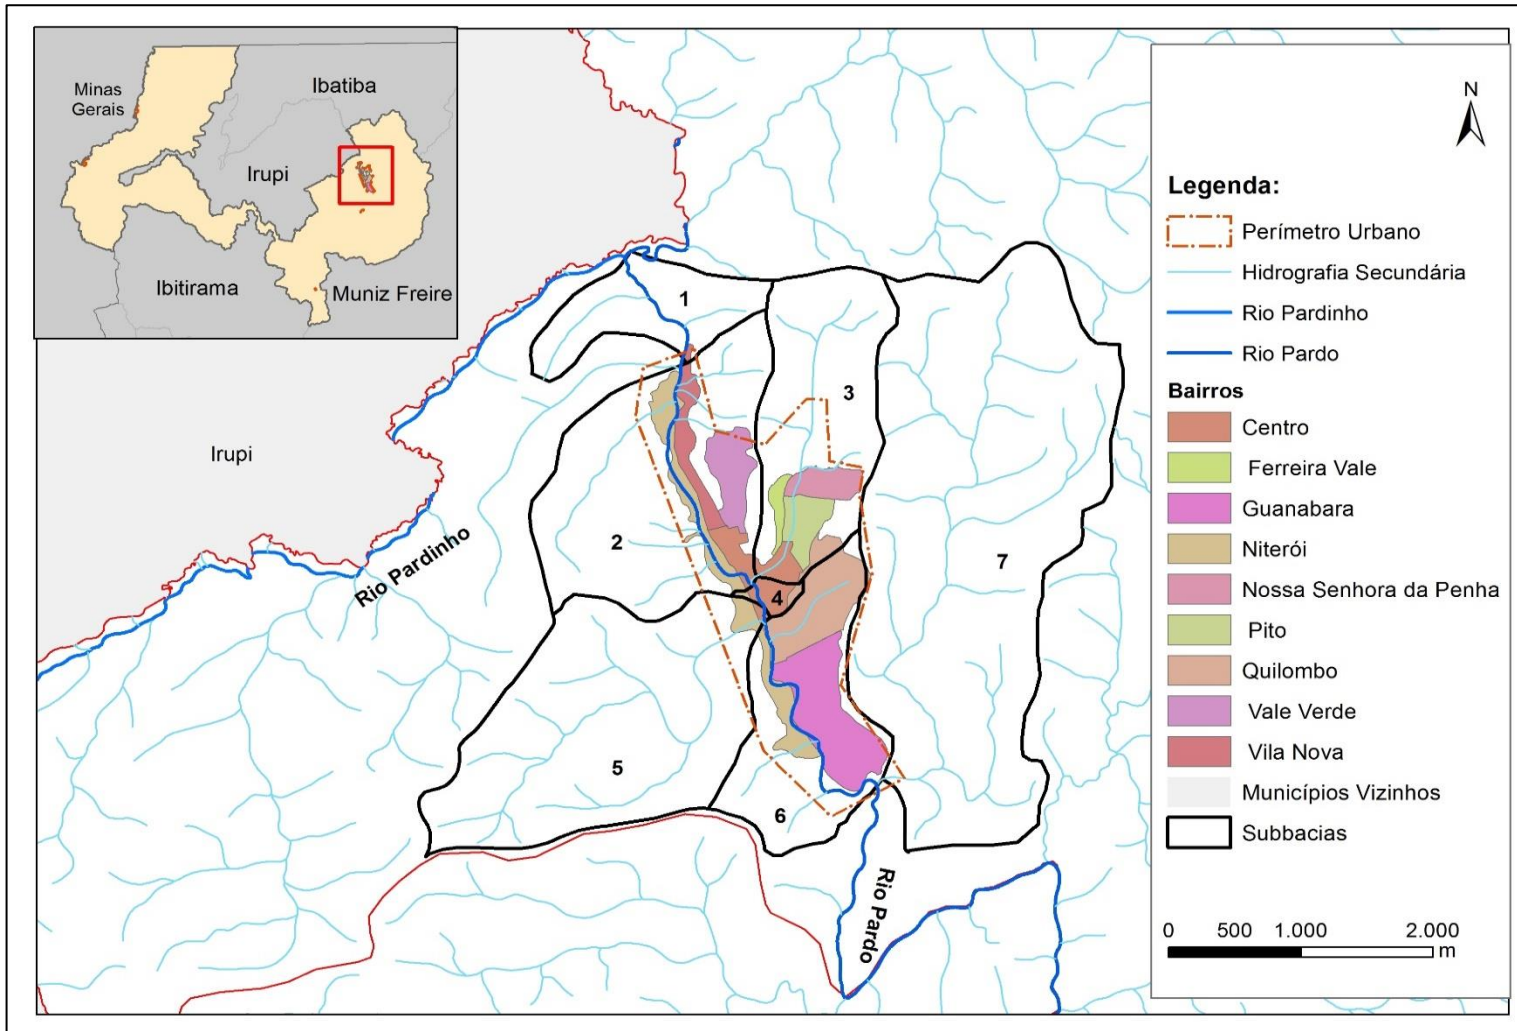 Minas
Gerais
Ibatiba
Irupi
Ibitirama
Muniz Freire
Irupi
Rio Pardinho
Rio Pardo
1
2
3
4
5
6
7
N
Legenda:
Perímetro Urbano
Hidrografia Secundária
Rio Pardinho
Rio Pardo
Bairros
Centro
Ferreira Vale
Guanabara
Niterói
Nossa Senhora da Penha
Pito
Quilombo
Vale Verde
Vila Nova
Municípios Vizinhos
Subbacias
0 500 1.000 2.000
m